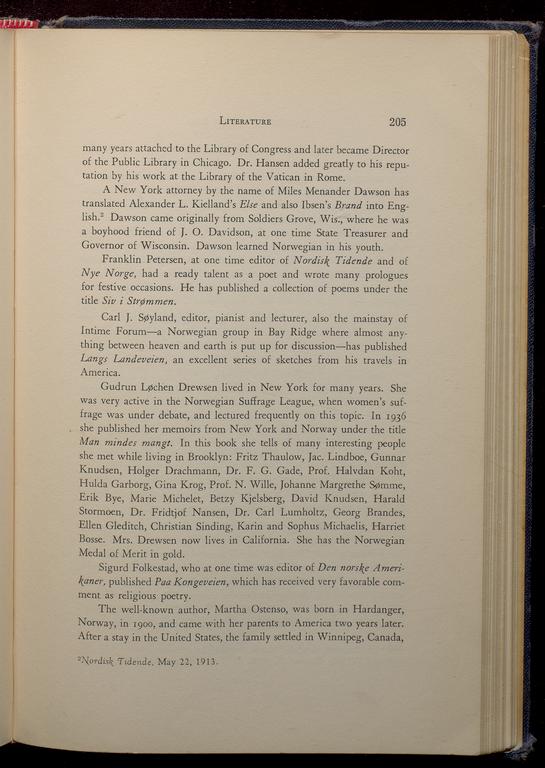 Literature 205
many years attached to the Library of Congress and later became Director
of the Public Library in Chicago. Dr. Hansen added greatly to his repu-
tation by his work at the Library of the Vatican in Rome.
A New York attorney by the name of Miles Menander Dawson has
translated Alexander L. Kielland's Else and also Ibsen's Brand into Eng-
lish.² Dawson came originally from Soldiers Grove, Wis., where he was
a boyhood friend of J. O. Davidson, at one time State Treasurer and
Governor of Wisconsin. Dawson learned Norwegian in his youth.
Franklin Petersen, at one time editor of Nordisk Tidende and of
Nye Norge, had a ready talent as a poet and wrote many prologues
for festive occasions. He has published a collection of poems under the
title Siv i Strømmen.
Carl J. Søyland, editor, pianist and lecturer, also the mainstay of
Intime Forum—a Norwegian group in Bay Ridge where almost any-
thing between heaven and earth is put up for discussion—has published
Langs Landeveien, an excellent series of sketches from his travels in
America.
Gudrun Løchen Drewsen lived in New York for many years. She
was very active in the Norwegian Suffrage League, when women's suf-
frage was under debate, and lectured frequently on this topic. In 1936
she published her memoirs from New York and Norway under the title
Man mindes mangt. In this book she tells of many interesting people
she met while living in Brooklyn: Fritz Thaulow, Jac. Lindboe, Gunnar
Knudsen, Holger Drachmann, Dr. F. G. Gade, Prof. Halvdan Koht,
Hulda Garborg, Gina Krog, Prof. N. Wille, Johanne Margrethe Sømme,
Erik Bye, Marie Michelet, Betzy Kjelsberg, David Knudsen, Harald
Stormoen, Dr. Fridtjof Nansen, Dr. Carl Lumholtz, Georg Brandes,
Ellen Gleditch, Christian Sinding, Karin and Sophus Michaelis, Harriet
Bosse. Mrs. Drewsen now lives in California. She has the Norwegian
Medal of Merit in gold.
Sigurd Folkestad, who at one time was editor of Den norske Ameri-
kaner, published Paa Kongeveien, which has received very favorable com-
ment as religious poetry.
The well-known author, Martha Ostenso, was born in Hardanger,
Norway, in 1900, and came with her parents to America two years later.
After a stay in the United States, the family settled in Winnipeg, Canada,
²Nordisk Tidende, May 22, 1913.